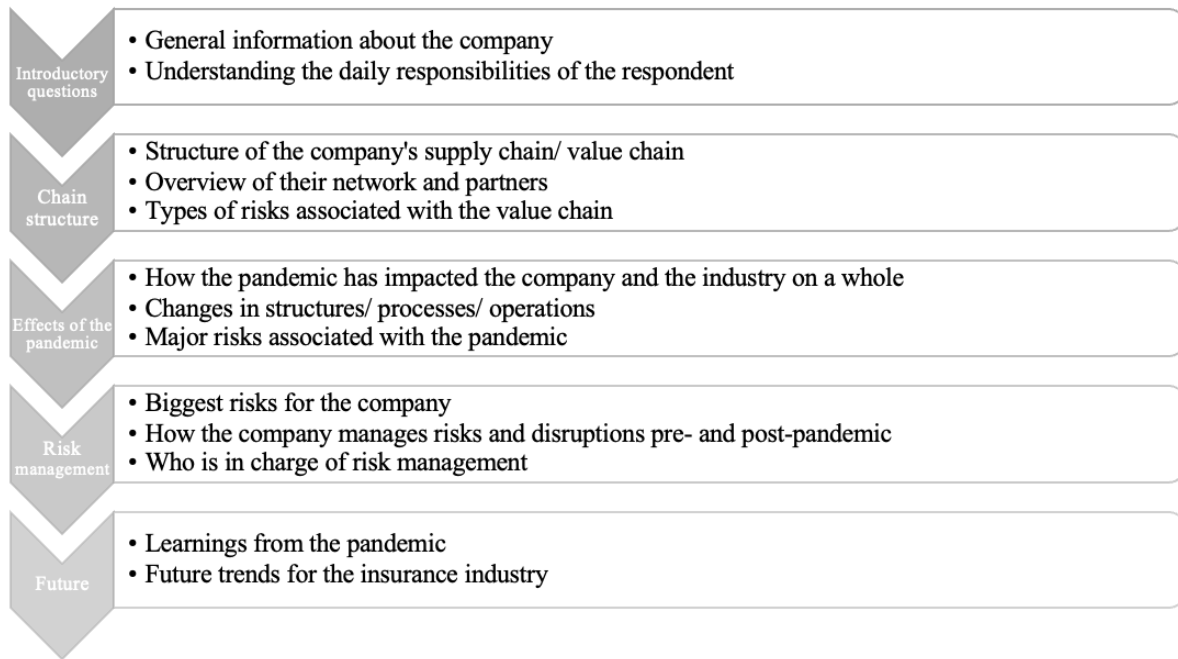 Introductory
questions
• General information about the company
• Understanding the daily responsibilities of the respondent
Chain
structure
• Structure of the company's supply chain/ value chain
• Overview of their network and partners
• Types of risks associated with the value chain
Effects of the
pandemic
• How the pandemic has impacted the company and the industry on a whole
• Changes in structures/ processes/ operations
• Major risks associated with the pandemic
Risk
management
• Biggest risks for the company
• How the company manages risks and disruptions pre- and post-pandemic
• Who is in charge of risk management
Future
• Learnings from the pandemic
• Future trends for the insurance industry